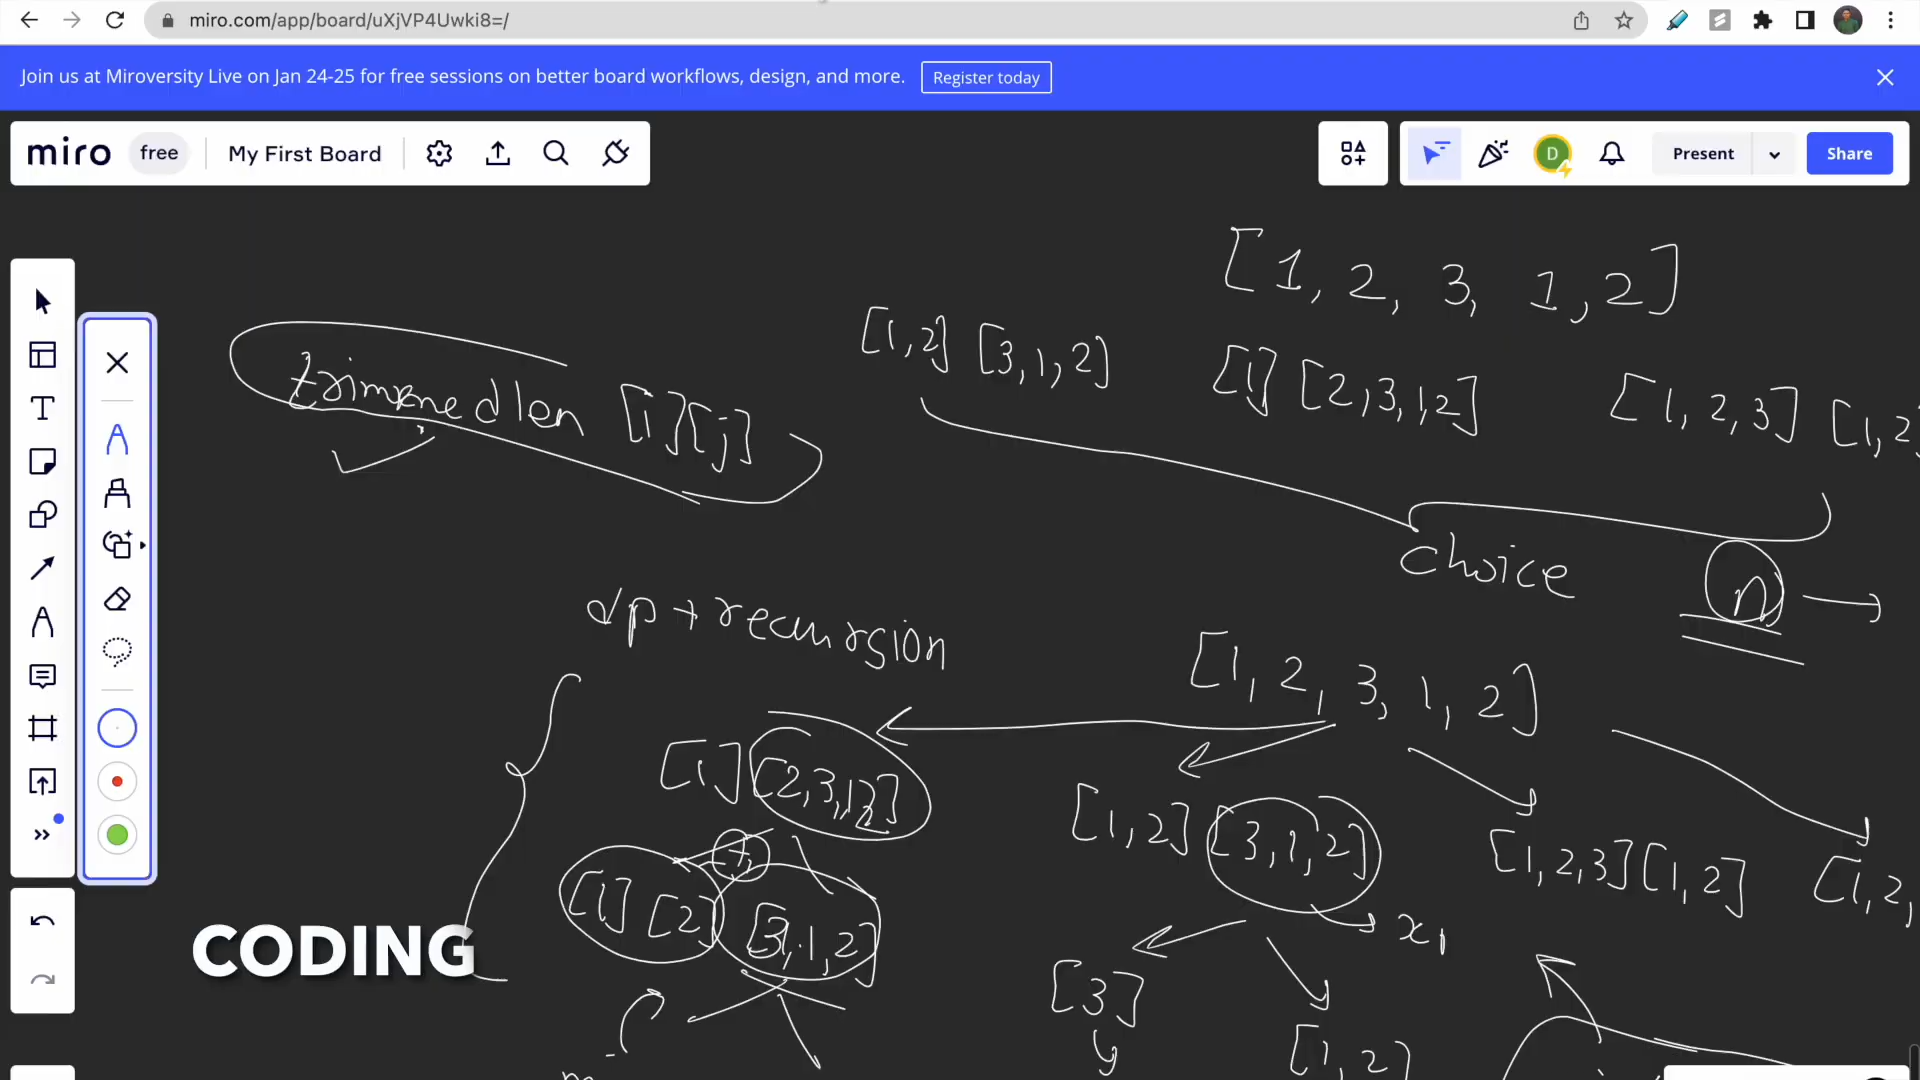 miro.com/app/board/uXjVP4Uwki8=/
Join us at Miroversity Live on Jan 24-25 for free sessions on better board workflows, design, and more. Register today
miro free My First Board D Present Share
[1, 2, 3, 1, 2]
[1,2] [3,1,2] [1] [2,3,1,2] [1,2,3] [1,2
[i][j]
choice n
dp + recursion
[1, 2, 3, 1, 2]
[1] [2,3,1,2]
[1,2] [3,1,2]
[1,2,3] [1,2]
[1,2,
+
[1] [2] [3,1,2]
x1
CODING
[3]
y
[1,2]